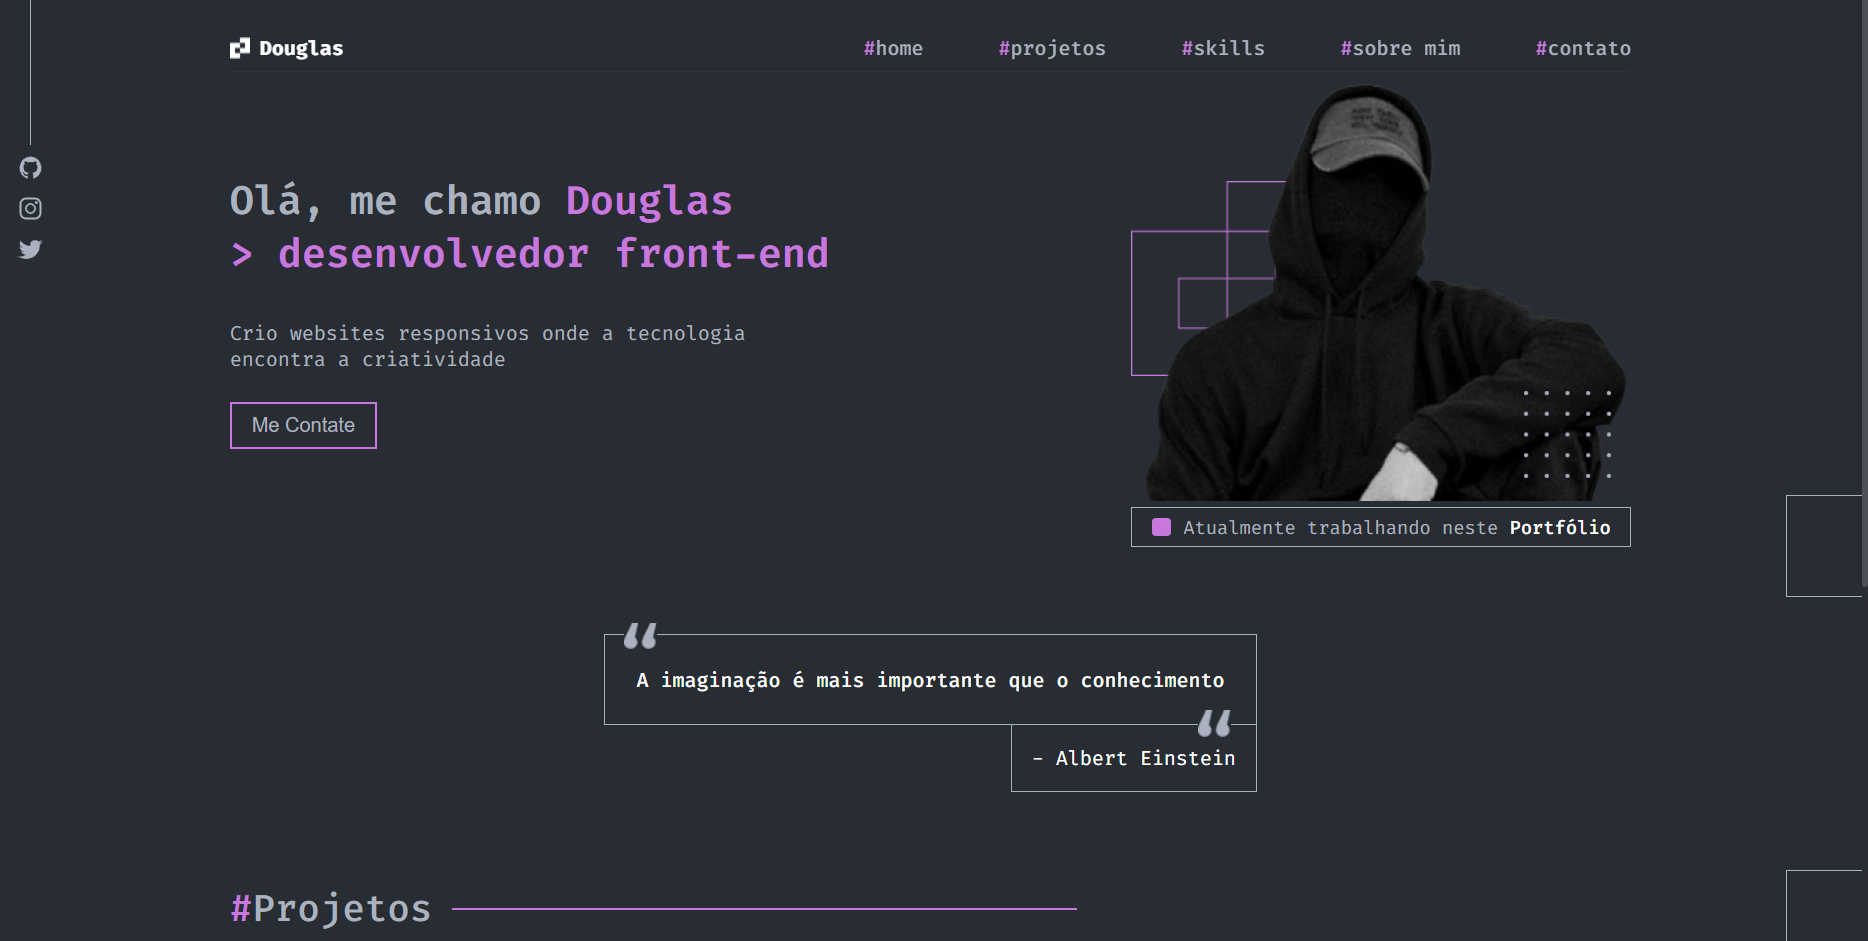 Douglas
#home #projetos #skills #sobre mim #contato
Olá, me chamo Douglas
> desenvolvedor front-end
Crio websites responsivos onde a tecnologia
encontra a criatividade
Me Contate
Atualmente trabalhando neste Portfólio
“
A imaginação é mais importante que o conhecimento
“
- Albert Einstein
#Projetos